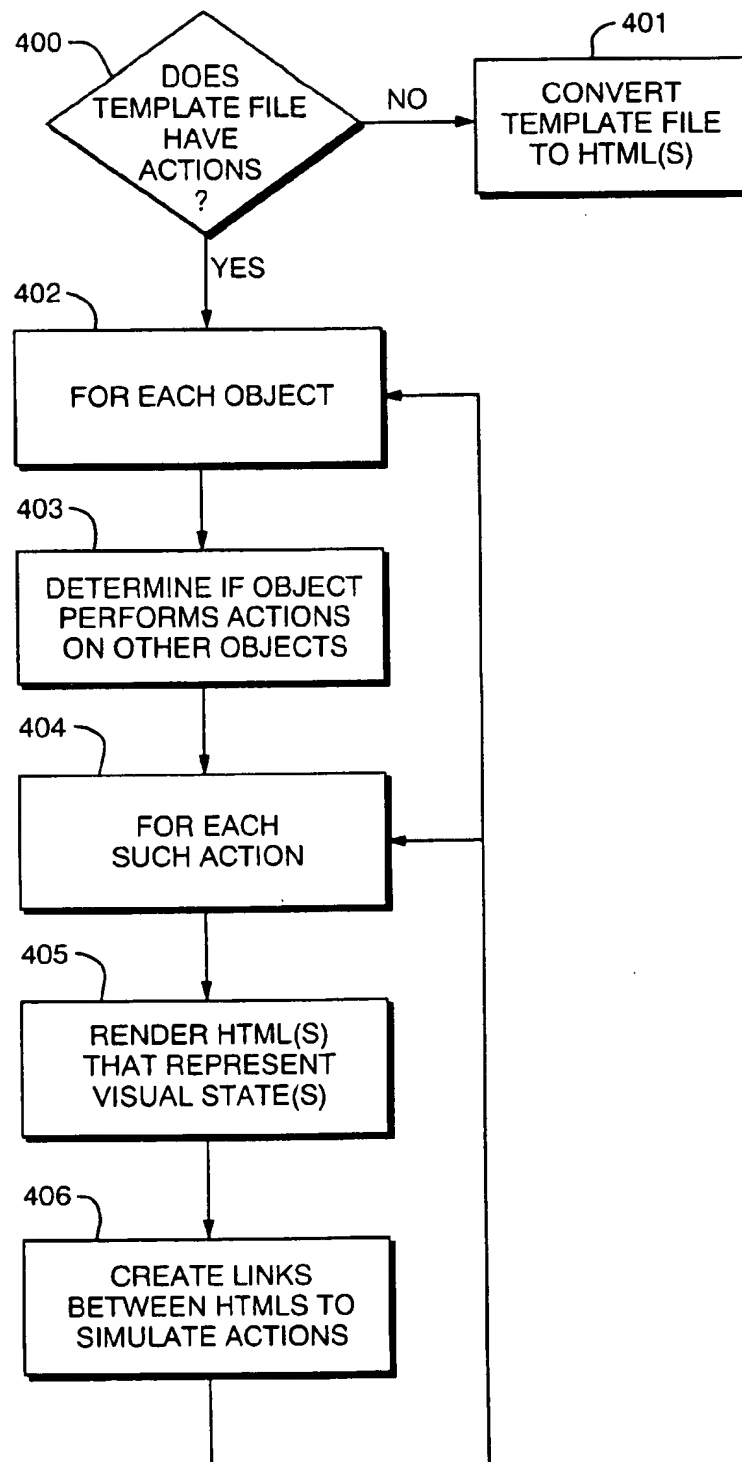 400
DOES
TEMPLATE FILE
HAVE
ACTIONS
?
NO
401
CONVERT
TEMPLATE FILE
TO HTML(S)
YES
402
FOR EACH OBJECT
403
DETERMINE IF OBJECT
PERFORMS ACTIONS
ON OTHER OBJECTS
404
FOR EACH
SUCH ACTION
405
RENDER HTML(S)
THAT REPRESENT
VISUAL STATE(S)
406
CREATE LINKS
BETWEEN HTMLS TO
SIMULATE ACTIONS